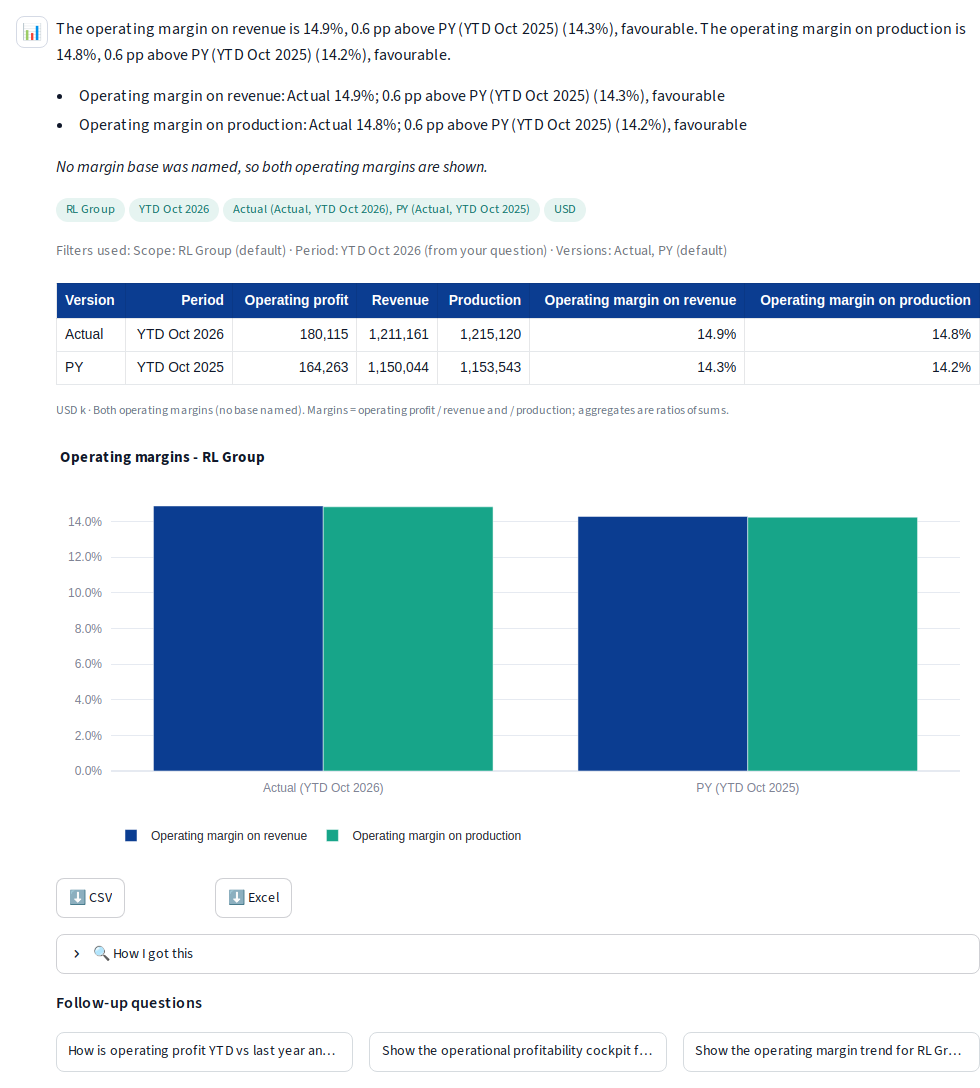 The operating margin on revenue is 14.9%, 0.6 pp above PY (YTD Oct 2025) (14.3%), favourable. The operating margin on production is
14.8%, 0.6 pp above PY (YTD Oct 2025) (14.2%), favourable.
• Operating margin on revenue: Actual 14.9%; 0.6 pp above PY (YTD Oct 2025) (14.3%), favourable
• Operating margin on production: Actual 14.8%; 0.6 pp above PY (YTD Oct 2025) (14.2%), favourable
No margin base was named, so both operating margins are shown.
RL Group YTD Oct 2026 Actual (Actual, YTD Oct 2026), PY (Actual, YTD Oct 2025) USD
Filters used: Scope: RL Group (default) · Period: YTD Oct 2026 (from your question) · Versions: Actual, PY (default)
Version Period Operating profit Revenue Production Operating margin on revenue Operating margin on production
Actual YTD Oct 2026 180,115 1,211,161 1,215,120 14.9% 14.8%
PY YTD Oct 2025 164,263 1,150,044 1,153,543 14.3% 14.2%
USD k · Both operating margins (no base named). Margins = operating profit / revenue and / production; aggregates are ratios of sums.
Operating margins - RL Group
14.0%
12.0%
10.0%
8.0%
6.0%
4.0%
2.0%
0.0%
Actual (YTD Oct 2026) PY (YTD Oct 2025)
Operating margin on revenue Operating margin on production
CSV Excel
How I got this
Follow-up questions
How is operating profit YTD vs last year an... Show the operational profitability cockpit f... Show the operating margin trend for RL Gr...